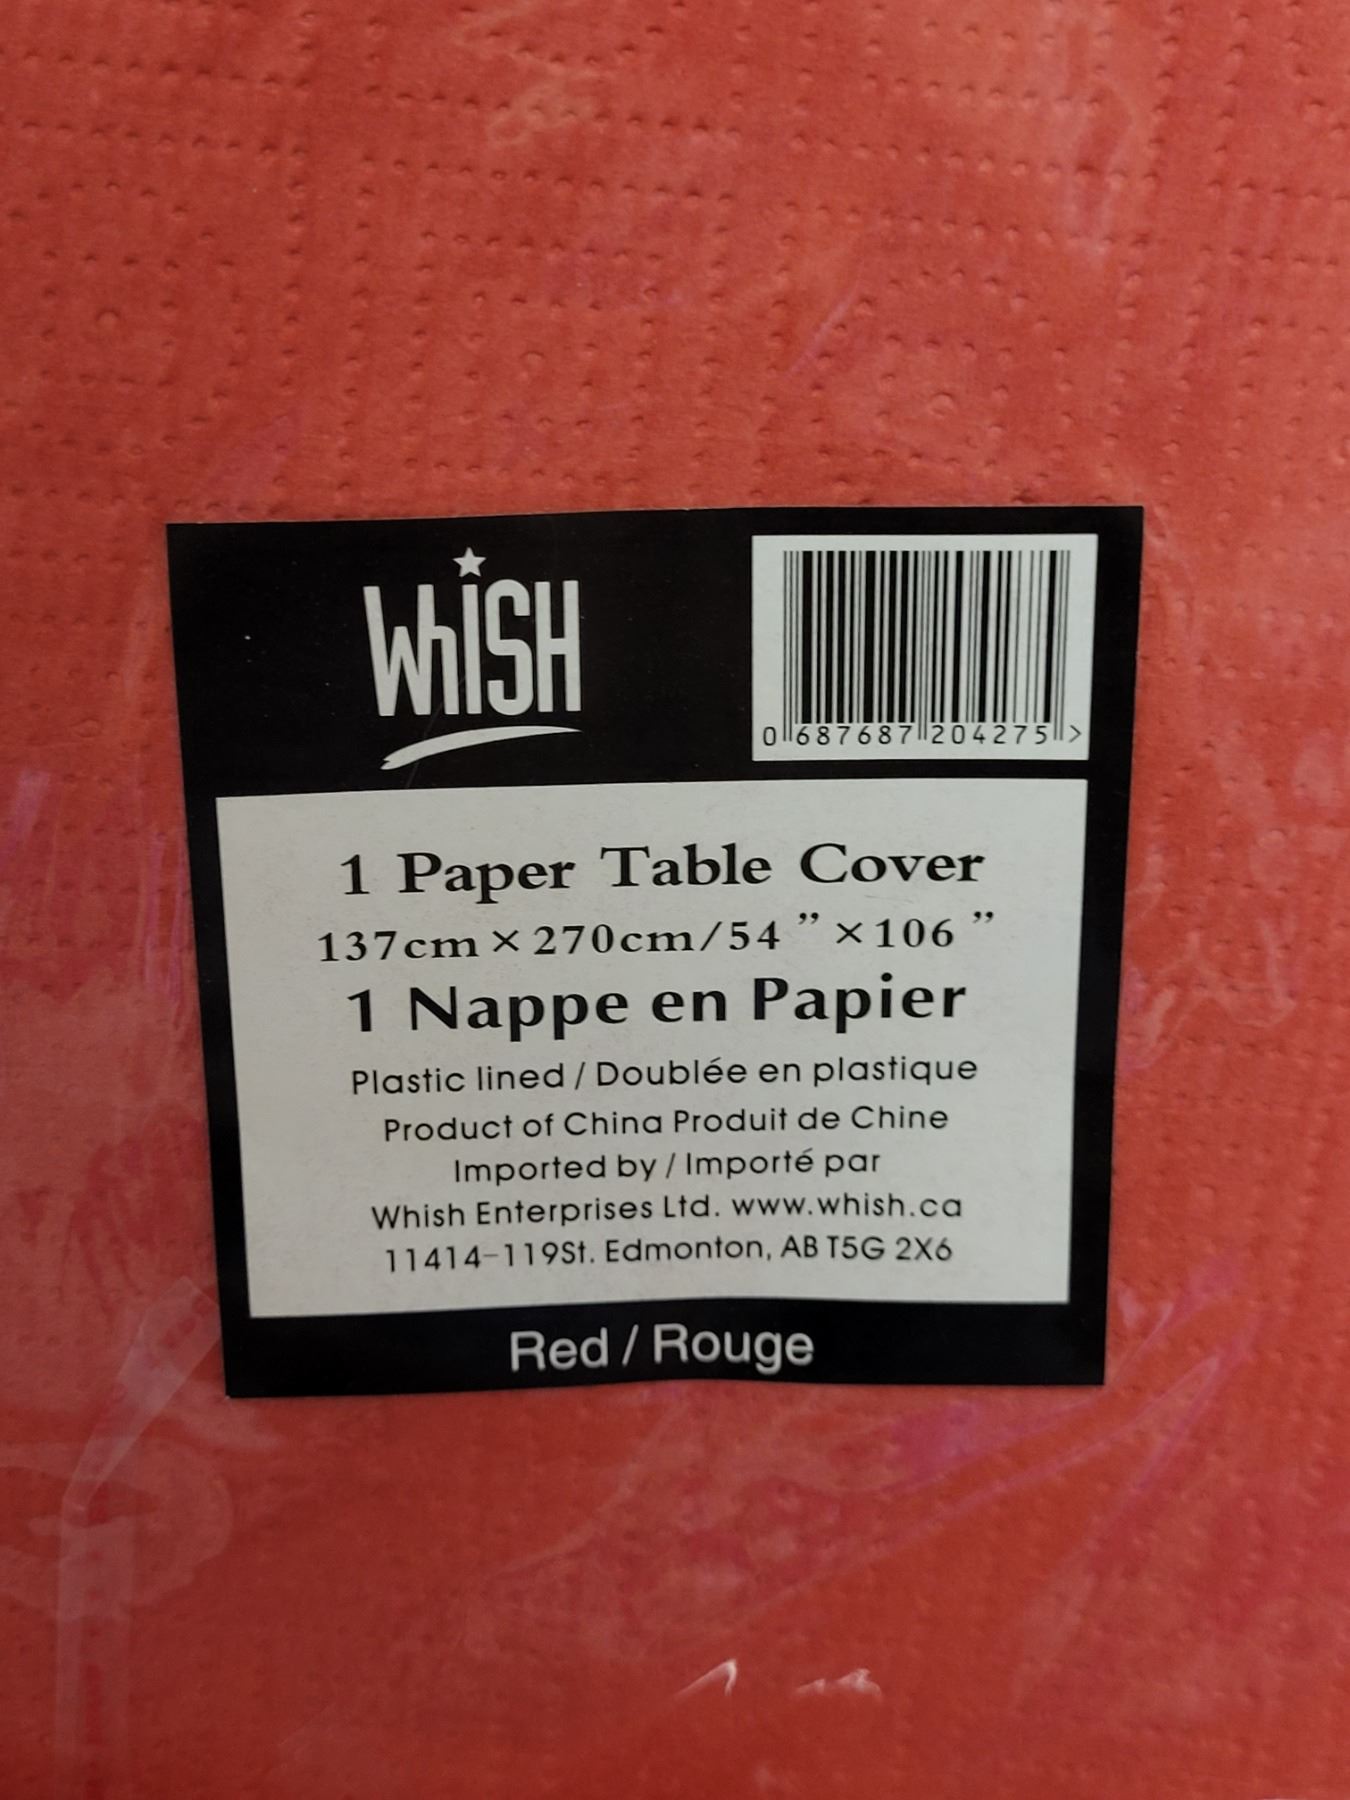 WhiSH
0 687687 204275 >
1 Paper Table Cover
137cm × 270cm/54 ” × 106 ”
1 Nappe en Papier
Plastic lined / Doublée en plastique
Product of China Produit de Chine
Imported by / Importé par
Whish Enterprises Ltd. www.whish.ca
11414-119St. Edmonton, AB T5G 2X6
Red / Rouge